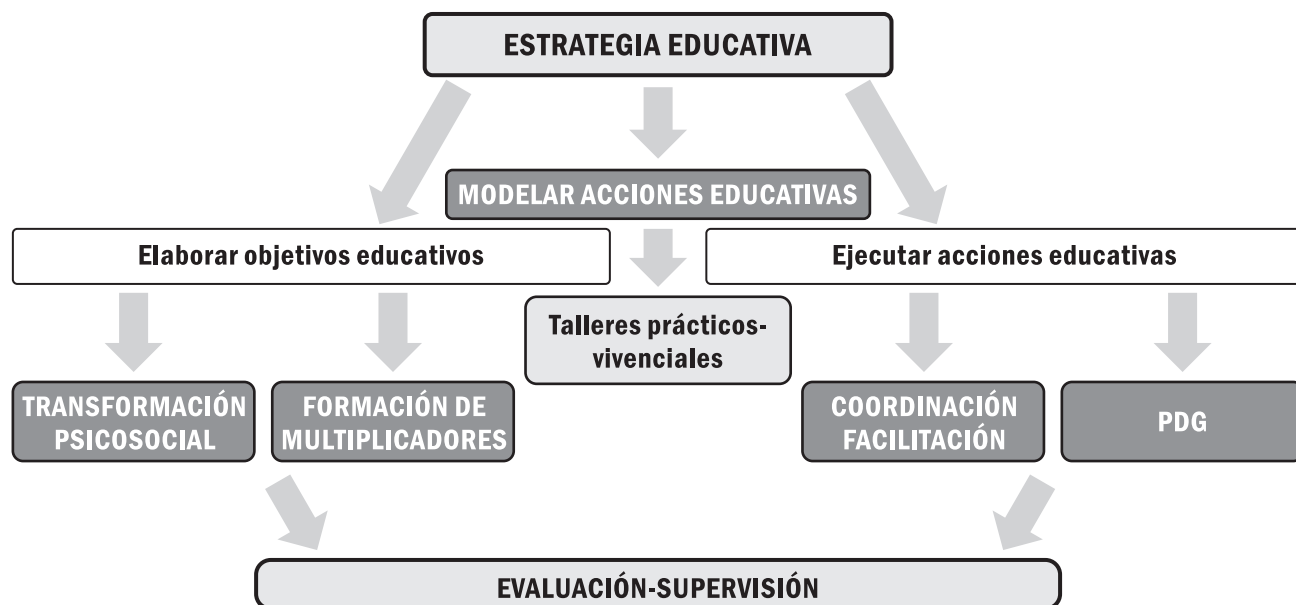 ESTRATEGIA EDUCATIVA
MODELAR ACCIONES EDUCATIVAS
Elaborar objetivos educativos
Ejecutar acciones educativas
Talleres prácticos-
vivenciales
TRANSFORMACIÓN
PSICOSOCIAL
FORMACIÓN DE
MULTIPLICADORES
COORDINACIÓN
FACILITACIÓN
PDG
EVALUACIÓN-SUPERVISIÓN